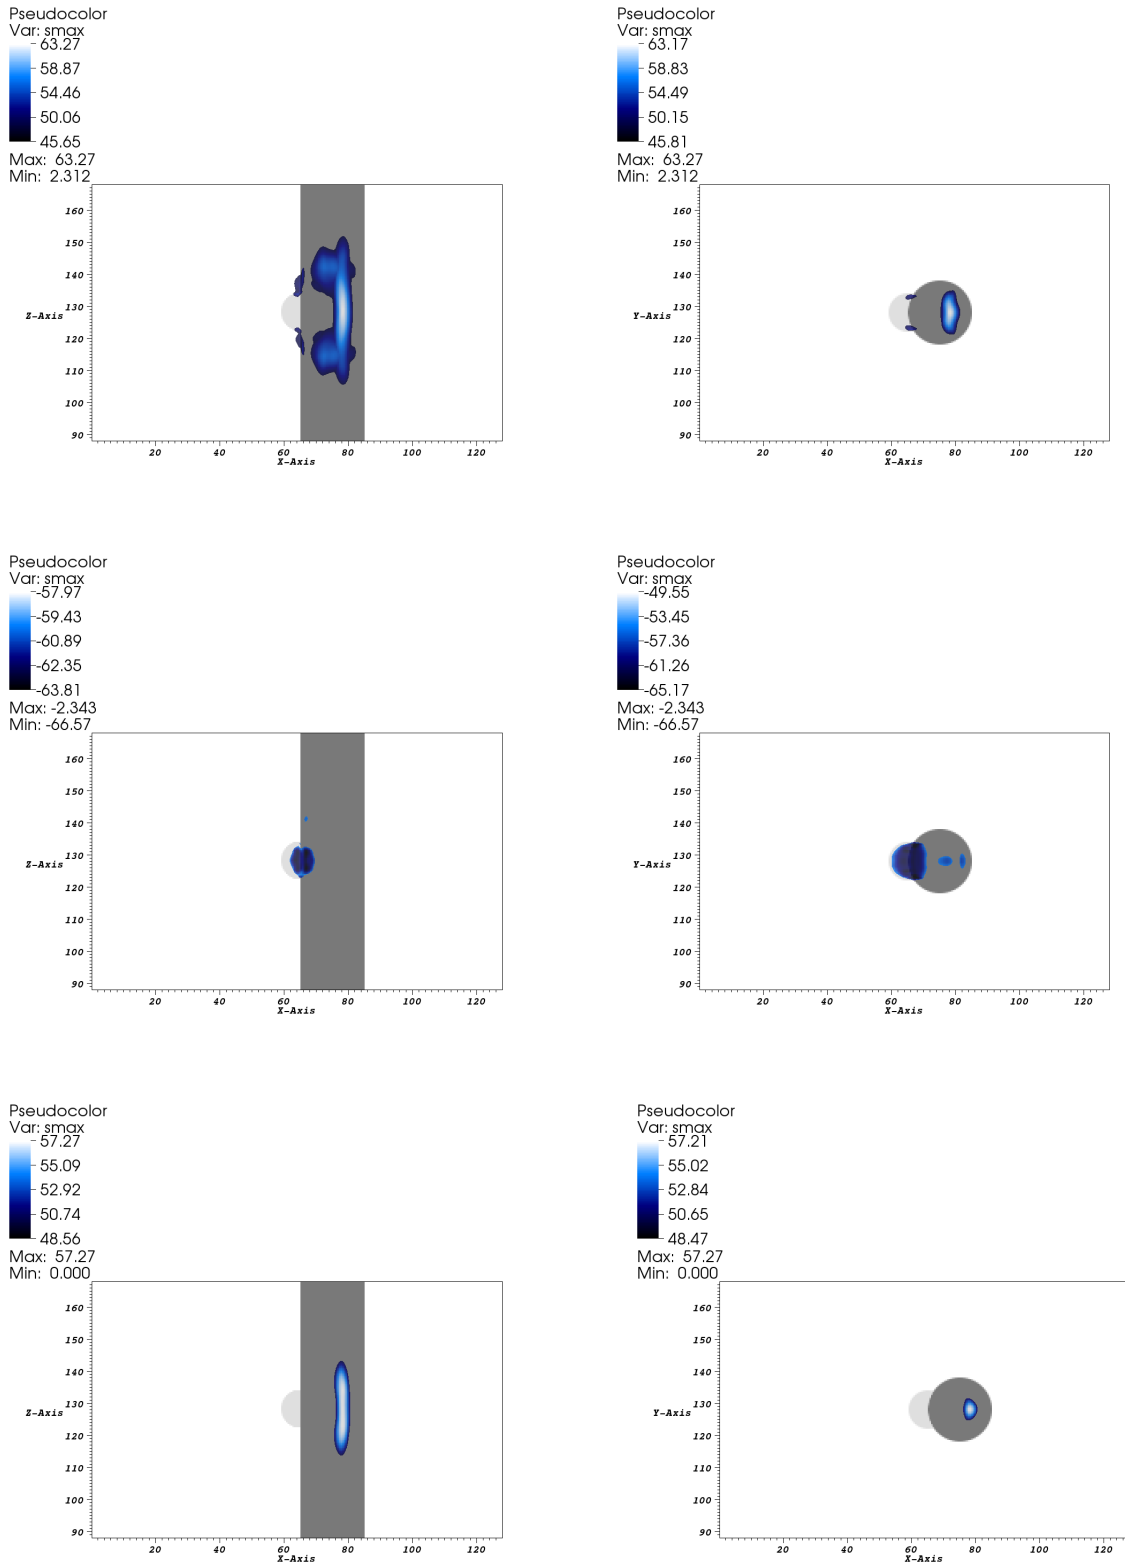 Pseudocolor
Var: smax
63.27
58.87
54.46
50.06
45.65
Max: 63.27
Min: 2.312
160
150
140
130
Z-Axis
120
110
100
90
20 40 60 80 100 120
X-Axis
Pseudocolor
Var: smax
63.17
58.83
54.49
50.15
45.81
Max: 63.27
Min: 2.312
160
150
140
130
Y-Axis
120
110
100
90
20 40 60 80 100 120
X-Axis
Pseudocolor
Var: smax
-57.97
-59.43
-60.89
-62.35
-63.81
Max: -2.343
Min: -66.57
160
150
140
130
Z-Axis
120
110
100
90
20 40 60 80 100 120
X-Axis
Pseudocolor
Var: smax
-49.55
-53.45
-57.36
-61.26
-65.17
Max: -2.343
Min: -66.57
160
150
140
130
Y-Axis
120
110
100
90
20 40 60 80 100 120
X-Axis
Pseudocolor
Var: smax
57.27
55.09
52.92
50.74
48.56
Max: 57.27
Min: 0.000
160
150
140
130
Z-Axis
120
110
100
90
20 40 60 80 100 120
X-Axis
Pseudocolor
Var: smax
57.21
55.02
52.84
50.65
48.47
Max: 57.27
Min: 0.000
160
150
140
130
Y-Axis
120
110
100
90
20 40 60 80 100 120
X-Axis